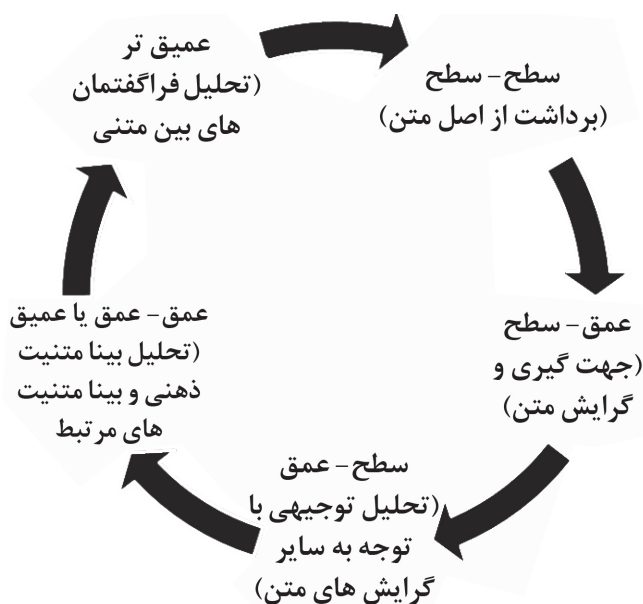 سطح- سطح
(برداشت از اصل متن)
عمق- سطح
(جهت گیری و
گرایش متن)
سطح- عمق
(تحلیل توجیهی با
توجه به سایر
گرایش های متن)
عمق- عمق یا عمیق
(تحلیل بینا متنیت
ذهنی و بینا متنیت
های مرتبط
عمیق تر
(تحلیل فراگفتمان
های بین متنی